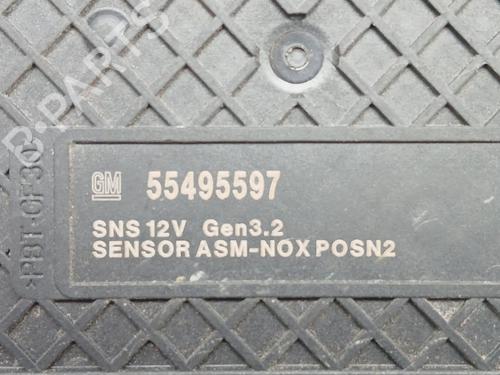 GM 55495597
SNS 12V Gen3.2
SENSOR ASM-NOX POSN2
>PBT-GF30<
B-PARTS